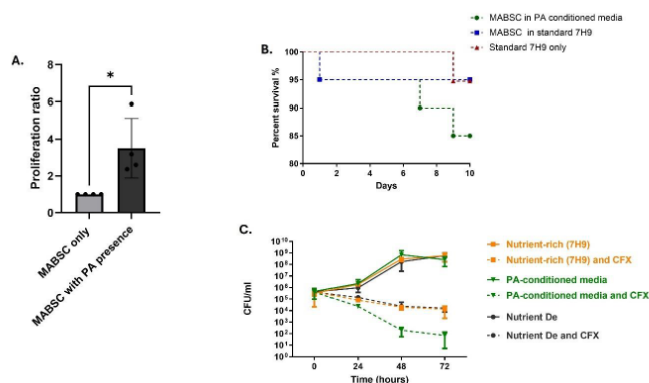 A.
*
Proliferation ratio
8
6
4
2
0
MABSC only
MABSC with PA presence
B.
MABSC in PA conditioned media
MABSC in standard 7H9
Standard 7H9 only
Percent survival %
100
95
90
85
80
0 2 4 6 8 10
Days
C.
CFU/ml
10^10
10^9
10^8
10^7
10^6
10^5
10^4
10^3
10^2
10^1
10^0
0 24 48 72
Time (hours)
Nutrient-rich (7H9)
Nutrient-rich (7H9) and CFX
PA-conditioned media
PA-conditioned media and CFX
Nutrient De
Nutrient De and CFX